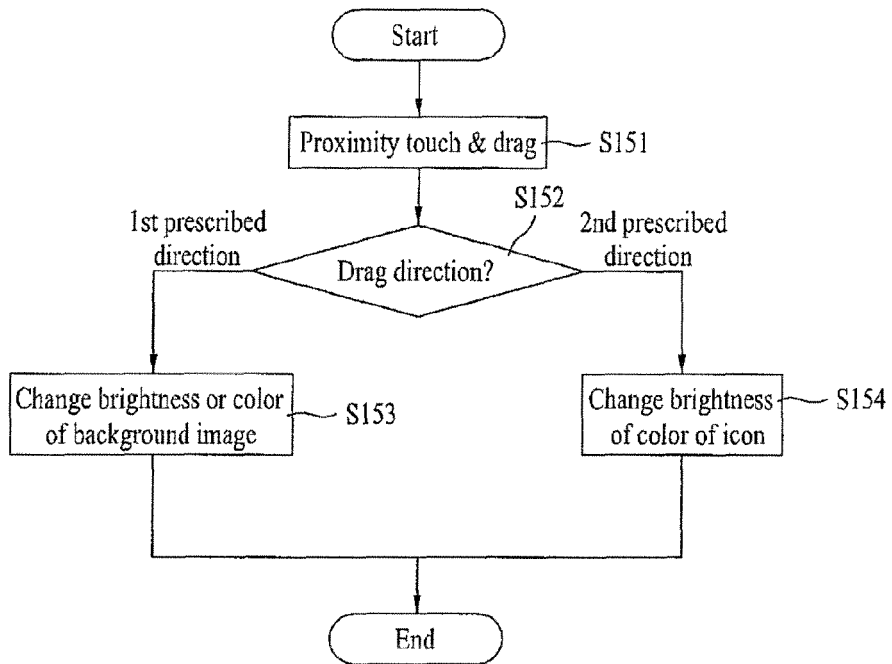 Start
Proximity touch & drag
S151
S152
1st prescribed
direction
2nd prescribed
direction
Drag direction?
Change brightness or color
of background image
S153
Change brightness
of color of icon
S154
End